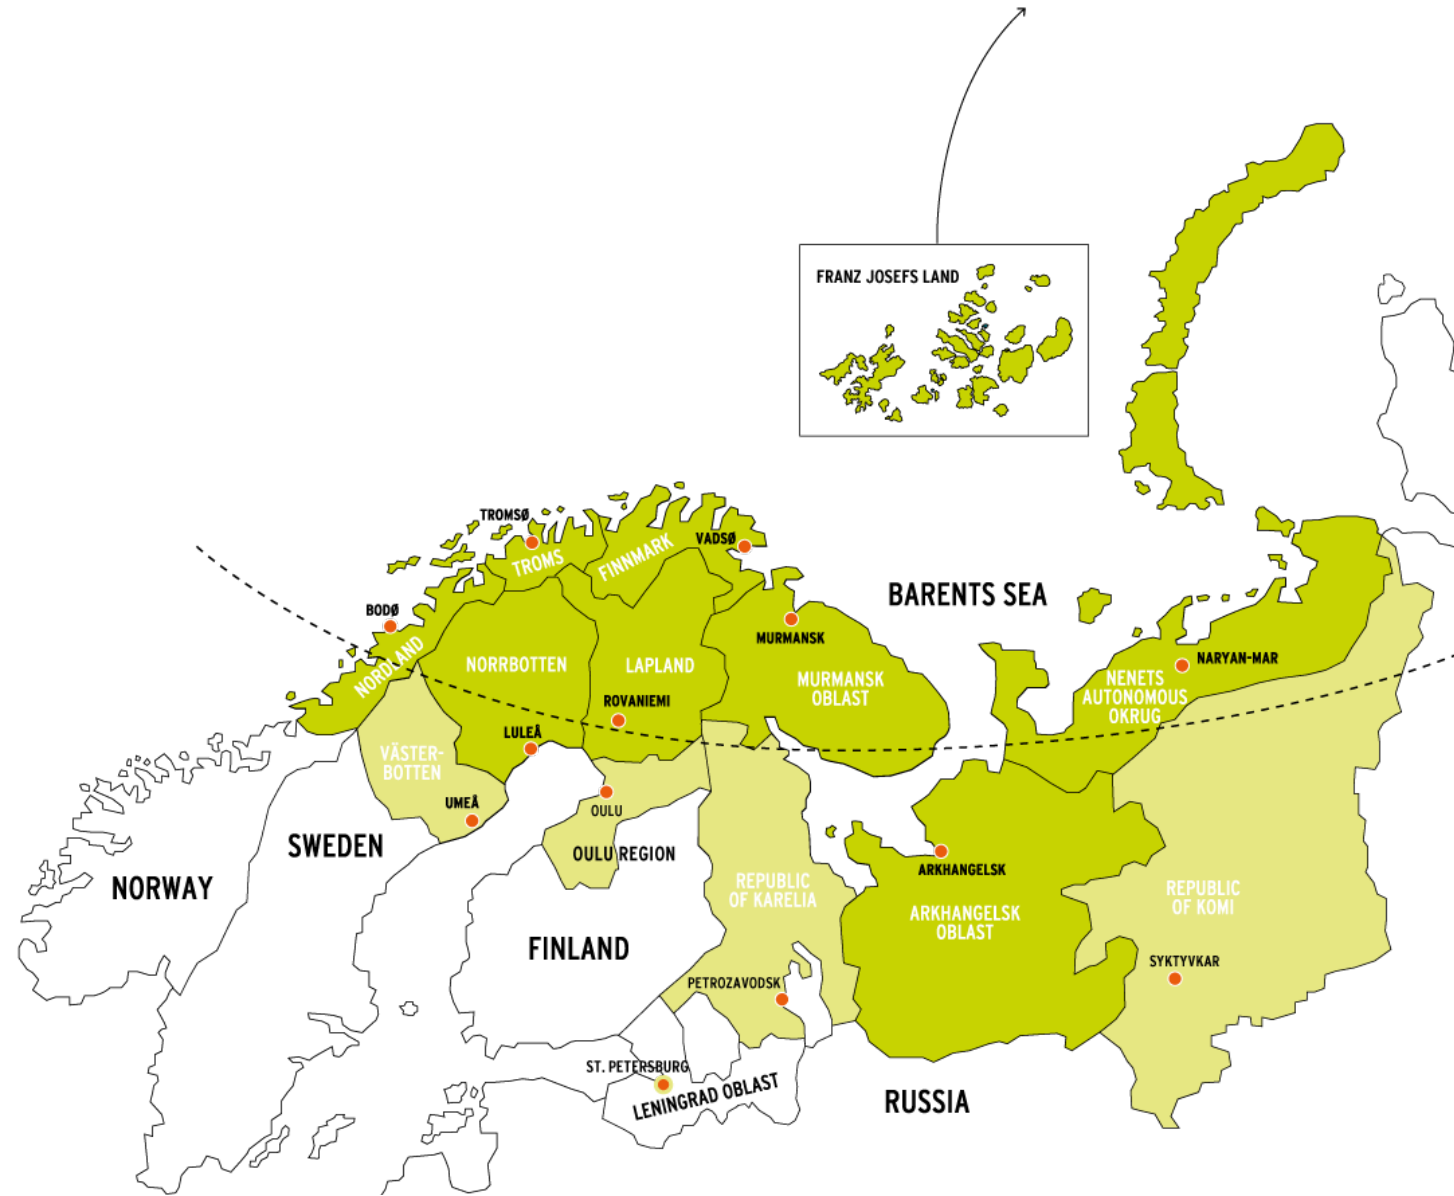 FRANZ JOSEFS LAND
TROMSØ
TROMS
FINNMARK
VADSØ
BARENTS SEA
BODØ
NORDLAND
NORRBOTTEN
LAPLAND
MURMANSK
MURMANSK
OBLAST
NARYAN-MAR
NENETS
AUTONOMOUS
OKRUG
ROVANIEMI
LULEÅ
VÄSTER-
BOTTEN
UMEÅ
OULU
OULU REGION
SWEDEN
NORWAY
FINLAND
REPUBLIC
OF KARELIA
ARKHANGELSK
ARKHANGELSK
OBLAST
REPUBLIC
OF KOMI
SYKTYVKAR
PETROZAVODSK
ST. PETERSBURG
LENINGRAD OBLAST
RUSSIA